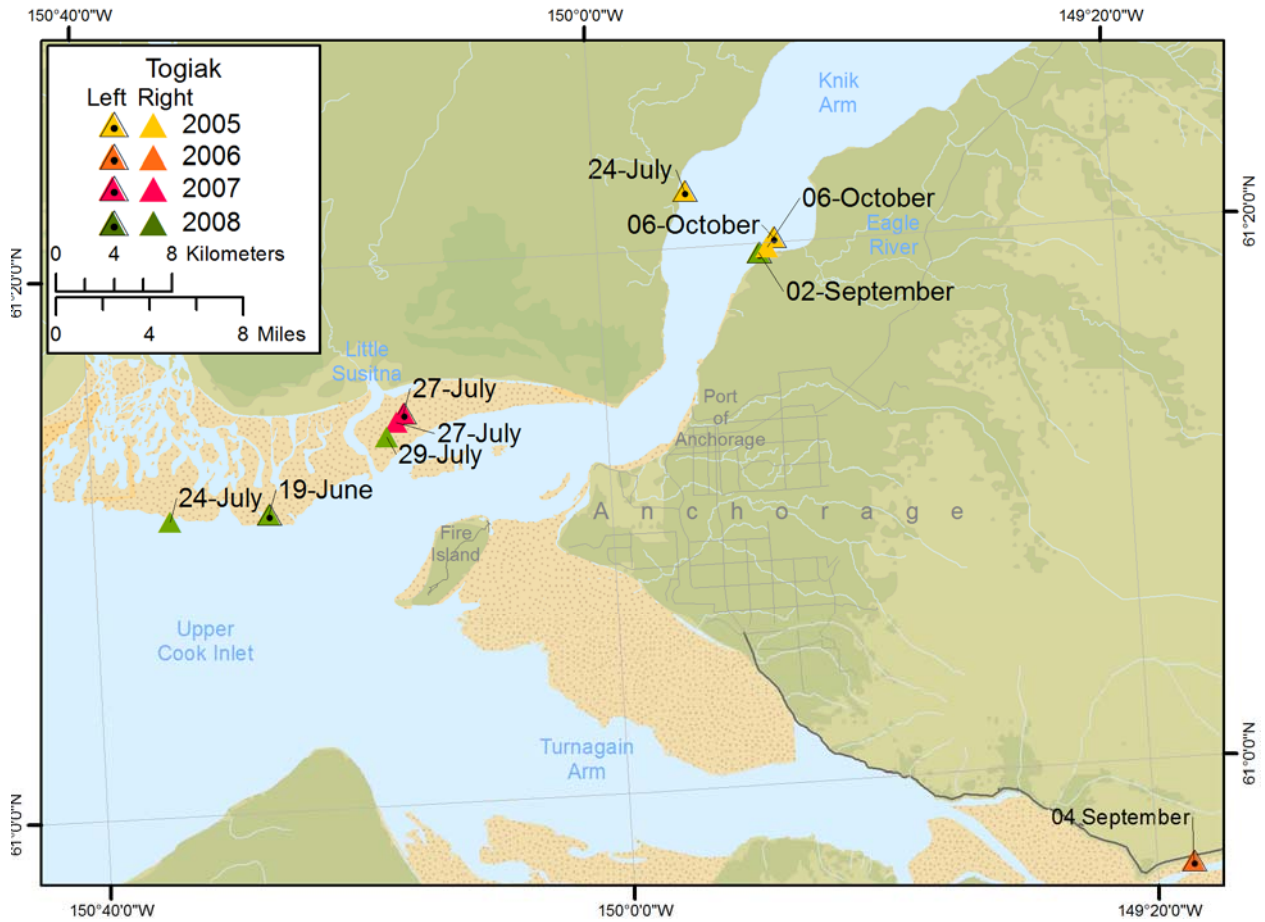 150°40'0"W 150°0'0"W 149°20'0"W
Togiak
Left Right
2005
2006
2007
2008
0 4 8 Kilometers
0 4 8 Miles
Knik
Arm
24-July
06-October
06-October
Eagle
River
02-September
61°20'0"N
61°20'0"N
Little
Susitna
27-July
27-July
29-July
Port
of
Anchorage
24-July
19-June
Anchorage
Fire
Island
Upper
Cook Inlet
Turnagain
Arm
61°0'0"N
61°0'0"N
04 September
150°40'0"W 150°0'0"W 149°20'0"W